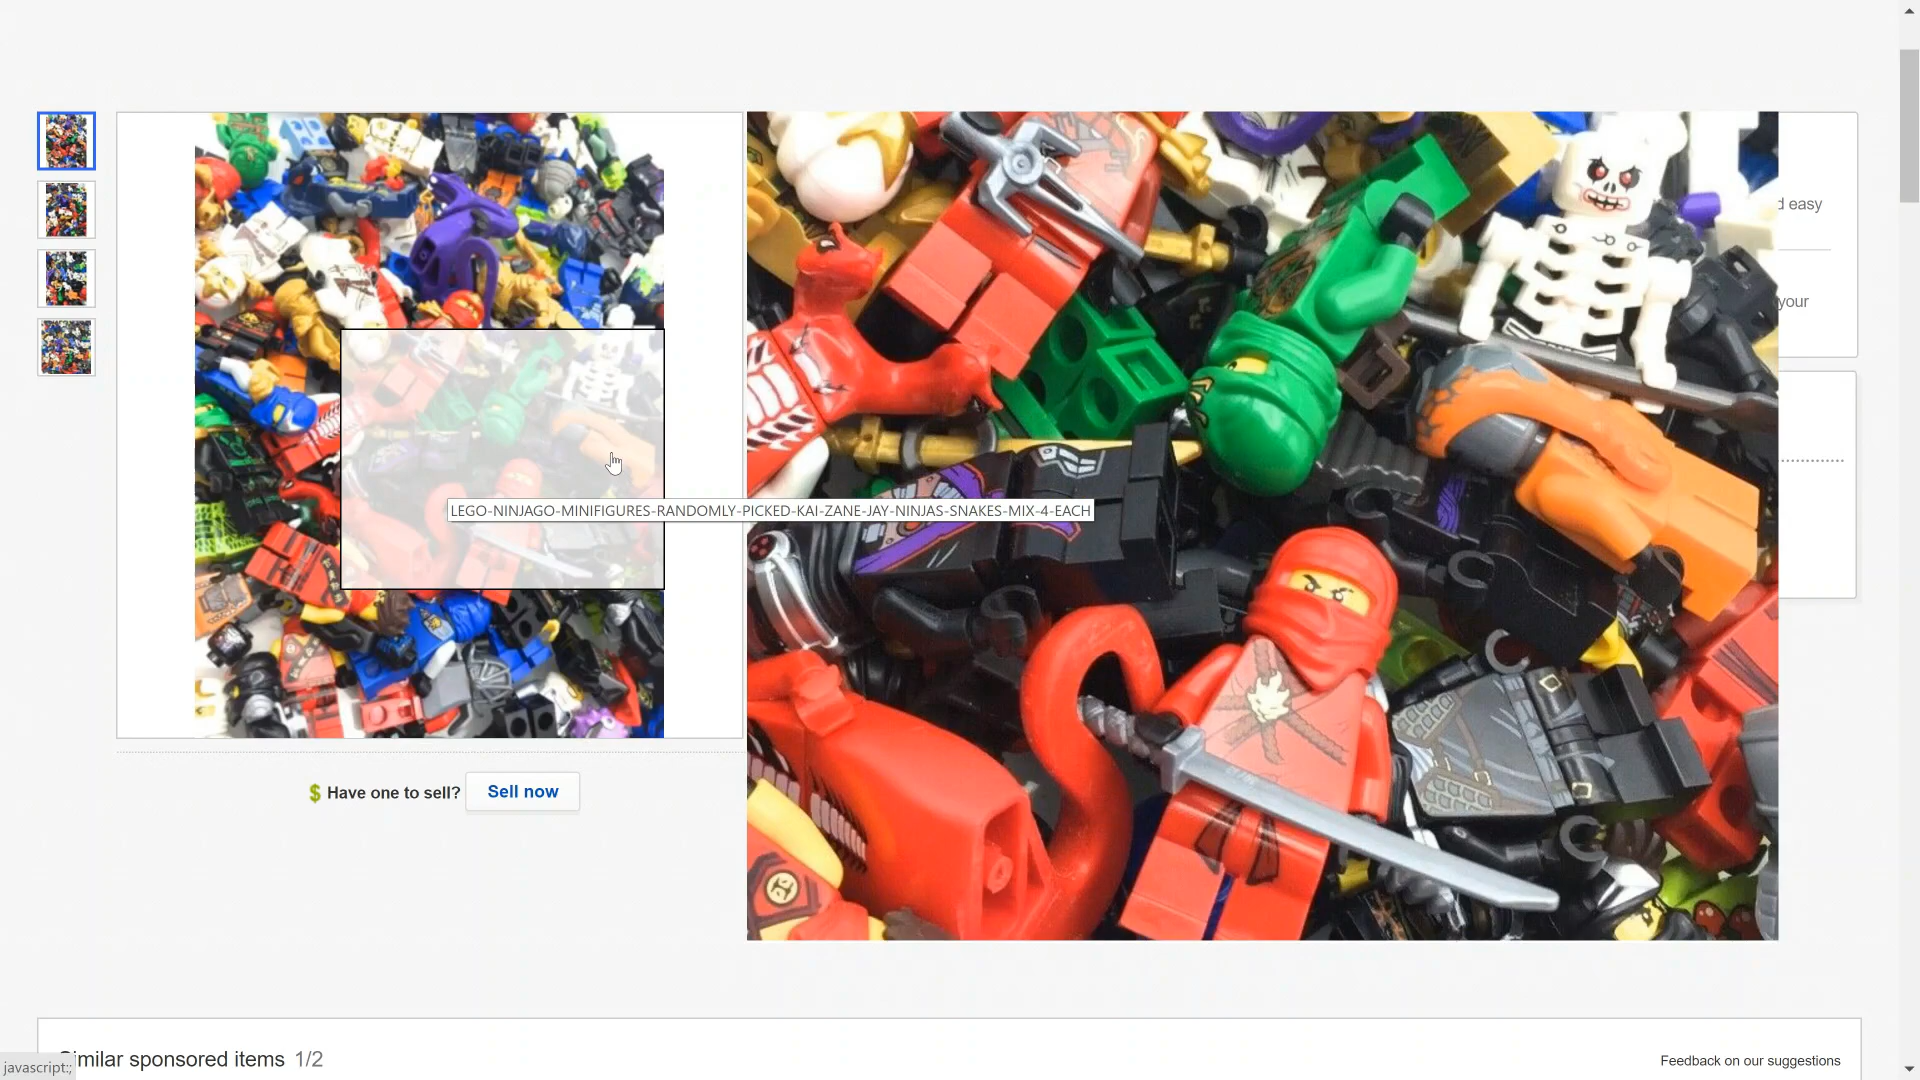 d easy
your
LEGO-NINJAGO-MINIFIGURES-RANDOMLY-PICKED-KAI-ZANE-JAY-NINJAS-SNAKES-MIX-4-EACH
$ Have one to sell? Sell now
Similar sponsored items 1/2
Feedback on our suggestions
javascript:;